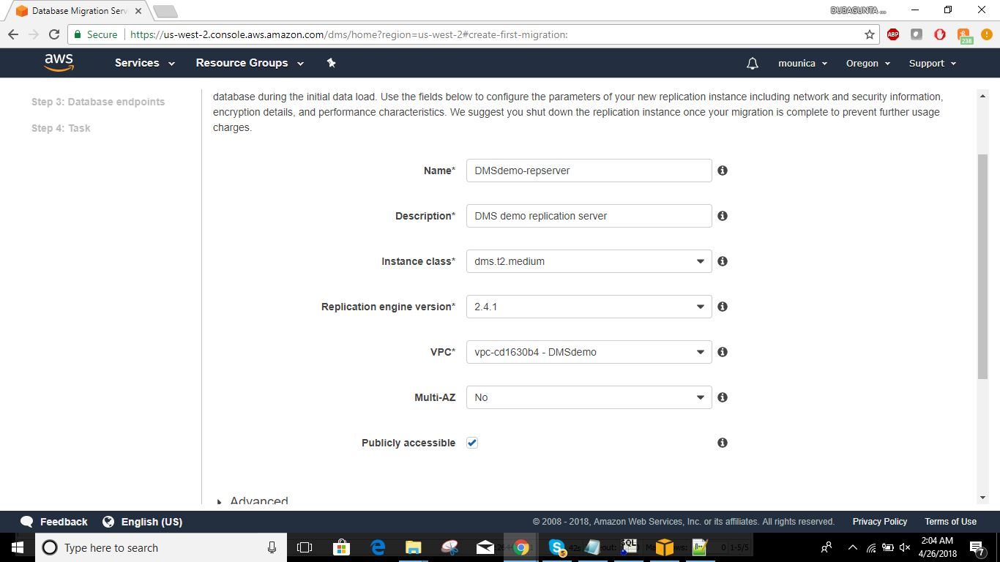 Database Migration Serv
DUBAGUNTA ...
Secure
https://us-west-2.console.aws.amazon.com/dms/home?region=us-west-2#create-first-migration:
ABP
238
aws
Services
Resource Groups
mounica
Oregon
Support
Step 3: Database endpoints
Step 4: Task
database during the initial data load. Use the fields below to configure the parameters of your new replication instance including network and security information,
encryption details, and performance characteristics. We suggest you shut down the replication instance once your migration is complete to prevent further usage
charges.
Name*
DMSdemo-repserver
Description*
DMS demo replication server
Instance class*
dms.t2.medium
Replication engine version*
2.4.1
VPC*
vpc-cd1630b4 - DMSdemo
Multi-AZ
No
Publicly accessible
Advanced
Feedback
English (US)
© 2008 - 2018, Amazon Web Services, Inc. or its affiliates. All rights reserved.
Privacy Policy
Terms of Use
Type here to search
5
0 1-5/5
2:04 AM
4/26/2018
7